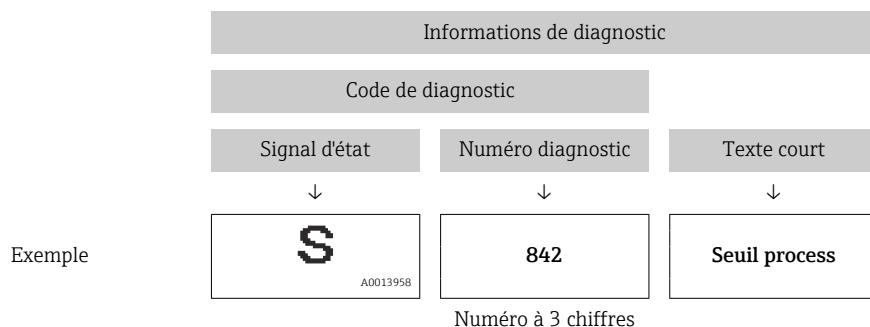 Informations de diagnostic
Code de diagnostic
Signal d'état Numéro diagnostic Texte court
↓ ↓ ↓
Exemple S 842 Seuil process
A0013958
Numéro à 3 chiffres